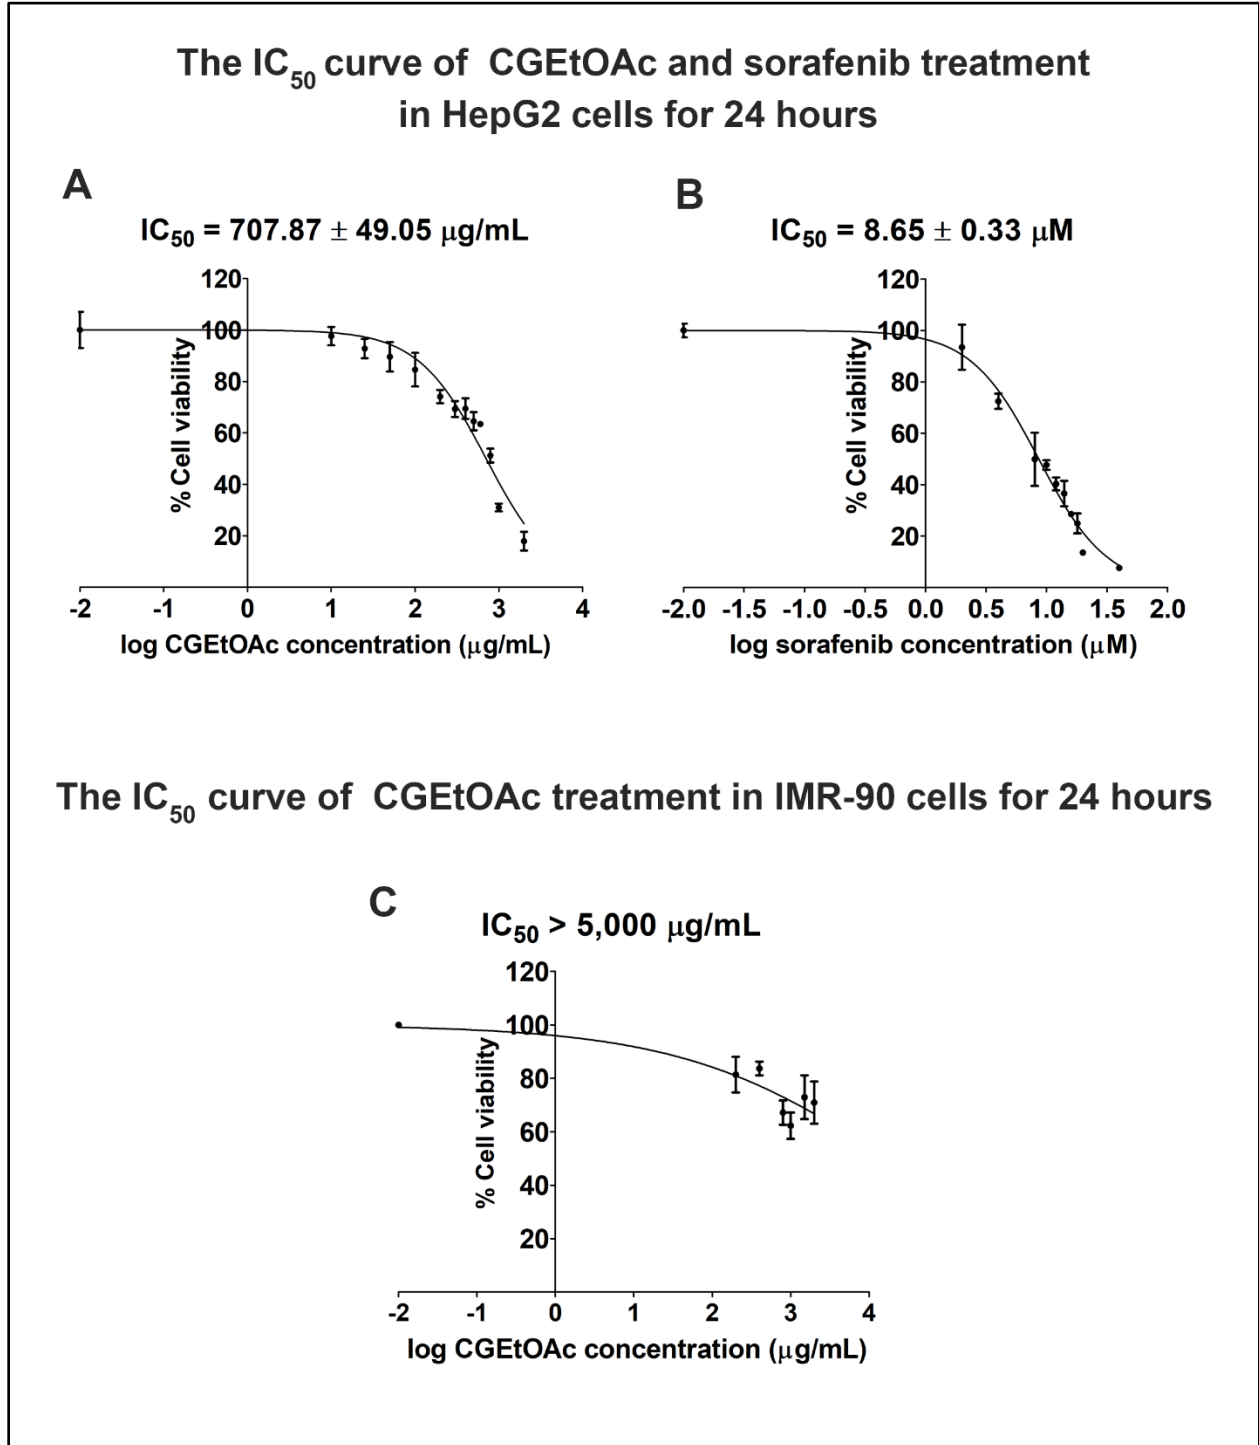 The IC50 curve of CGEtOAc and sorafenib treatment
in HepG2 cells for 24 hours
A
IC50 = 707.87 ± 49.05 μg/mL
120
100
80
60
40
20
% Cell viability
-2 -1 0 1 2 3 4
log CGEtOAc concentration (μg/mL)
B
IC50 = 8.65 ± 0.33 μM
120
100
80
60
40
20
% Cell viability
-2.0 -1.5 -1.0 -0.5 0.0 0.5 1.0 1.5 2.0
log sorafenib concentration (μM)
The IC50 curve of CGEtOAc treatment in IMR-90 cells for 24 hours
C
IC50 > 5,000 μg/mL
120
100
80
60
40
20
% Cell viability
-2 -1 0 1 2 3 4
log CGEtOAc concentration (μg/mL)